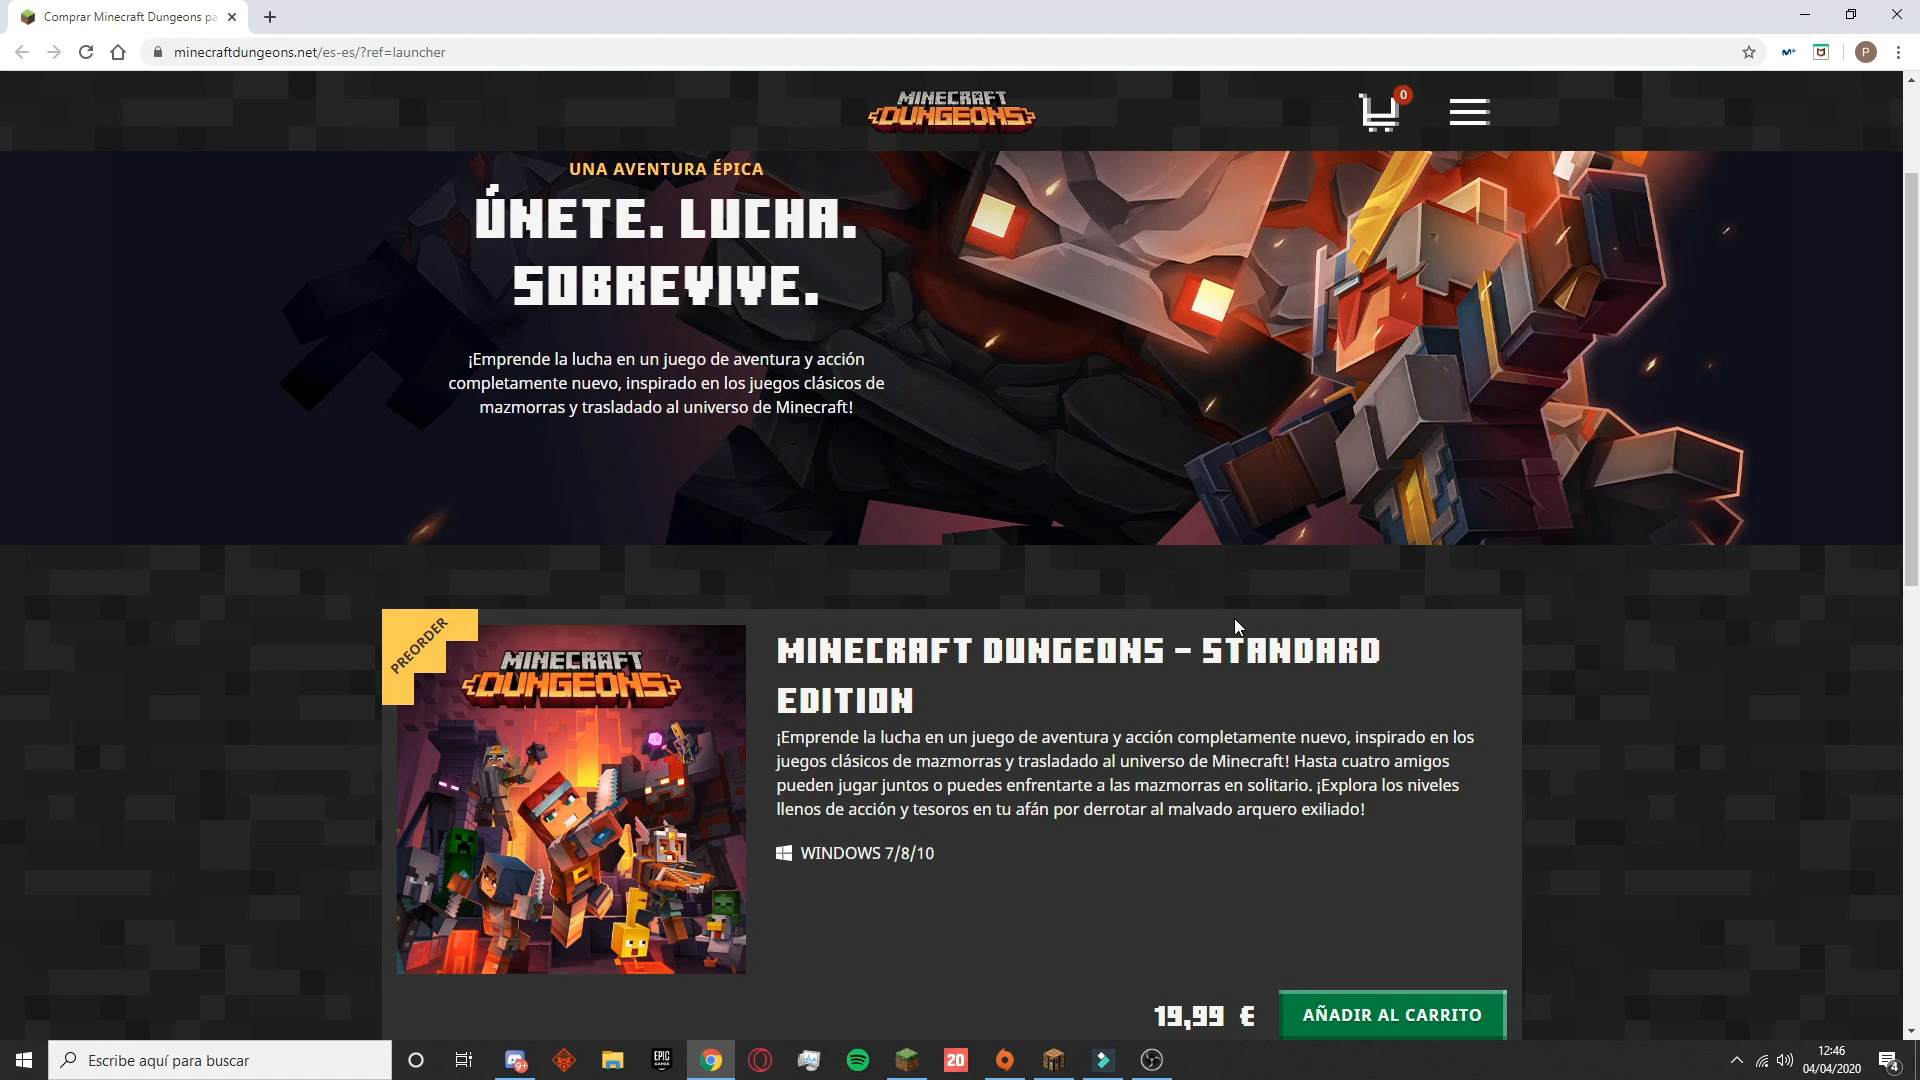 Comprar Minecraft Dungeons pa
minecraftdungeons.net/es-es/?ref=launcher
P
MINECRAFT
DUNGEONS
0
UNA AVENTURA ÉPICA
ÚNETE. LUCHA.
SOBREVIVE.
¡Emprende la lucha en un juego de aventura y acción
completamente nuevo, inspirado en los juegos clásicos de
mazmorras y trasladado al universo de Minecraft!
PREORDER
MINECRAFT
DUNGEONS
MINECRAFT DUNGEONS – STANDARD
EDITION
¡Emprende la lucha en un juego de aventura y acción completamente nuevo, inspirado en los
juegos clásicos de mazmorras y trasladado al universo de Minecraft! Hasta cuatro amigos
pueden jugar juntos o puedes enfrentarte a las mazmorras en solitario. ¡Explora los niveles
llenos de acción y tesoros en tu afán por derrotar al malvado arquero exiliado!
WINDOWS 7/8/10
19,99 €
AÑADIR AL CARRITO
Escribe aquí para buscar
9+
EPIC
GAMES
20
12:46
04/04/2020
4